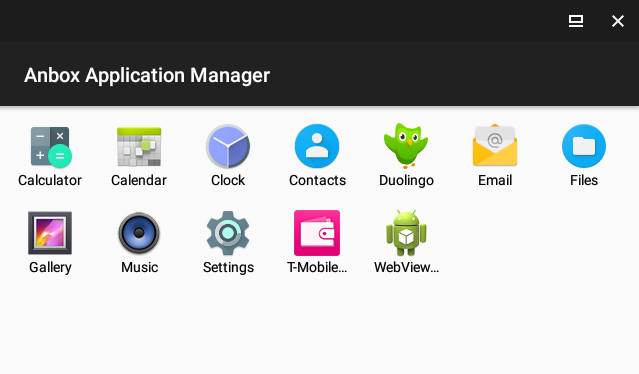 Anbox Application Manager
Calculator Calendar Clock Contacts Duolingo Email Files
Gallery Music Settings T-Mobile... WebView...